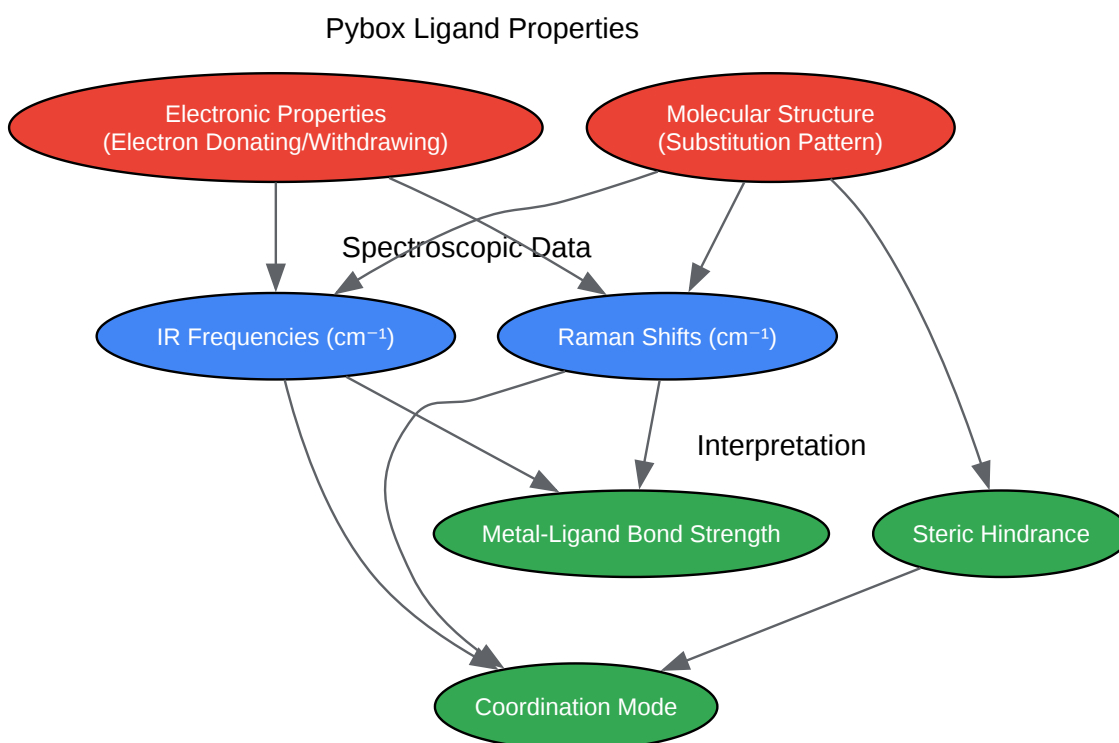 Pybox Ligand Properties
Electronic Properties
(Electron Donating/Withdrawing)
Molecular Structure
(Substitution Pattern)
Spectroscopic Data
IR Frequencies (cm⁻¹)
Raman Shifts (cm⁻¹)
Interpretation
Metal-Ligand Bond Strength
Steric Hindrance
Coordination Mode